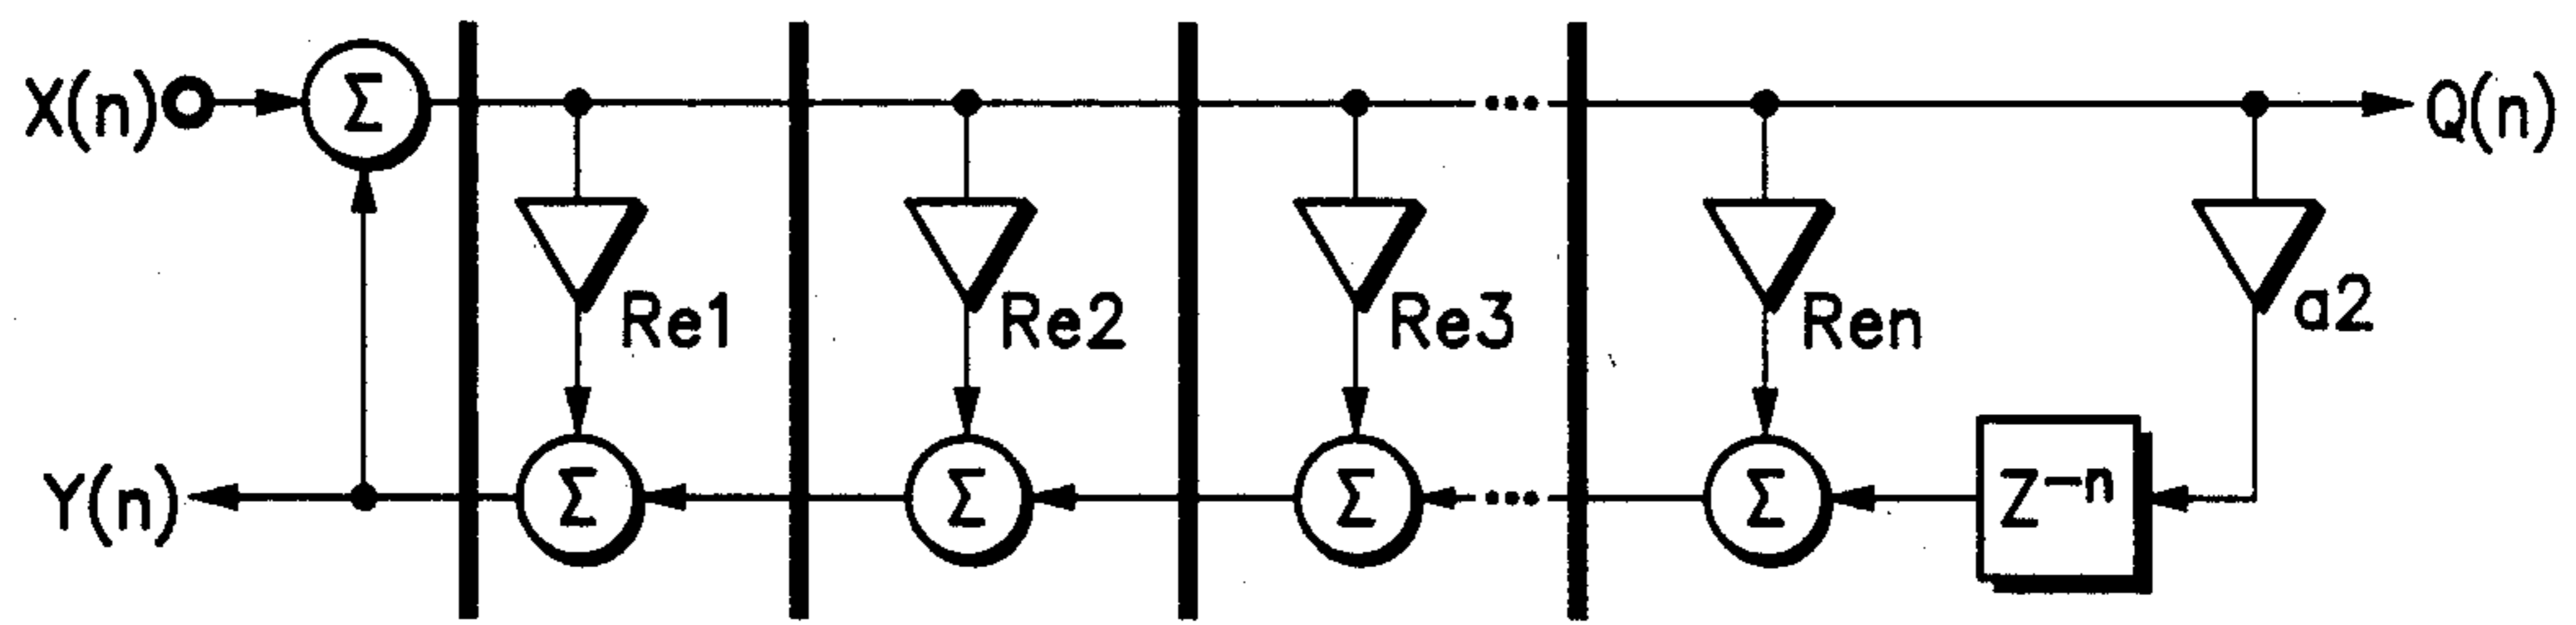 X(n) Σ ... Q(n)
Re1 Re2 Re3 Ren a2
Y(n) Σ Σ Σ ... Σ Z⁻ⁿ